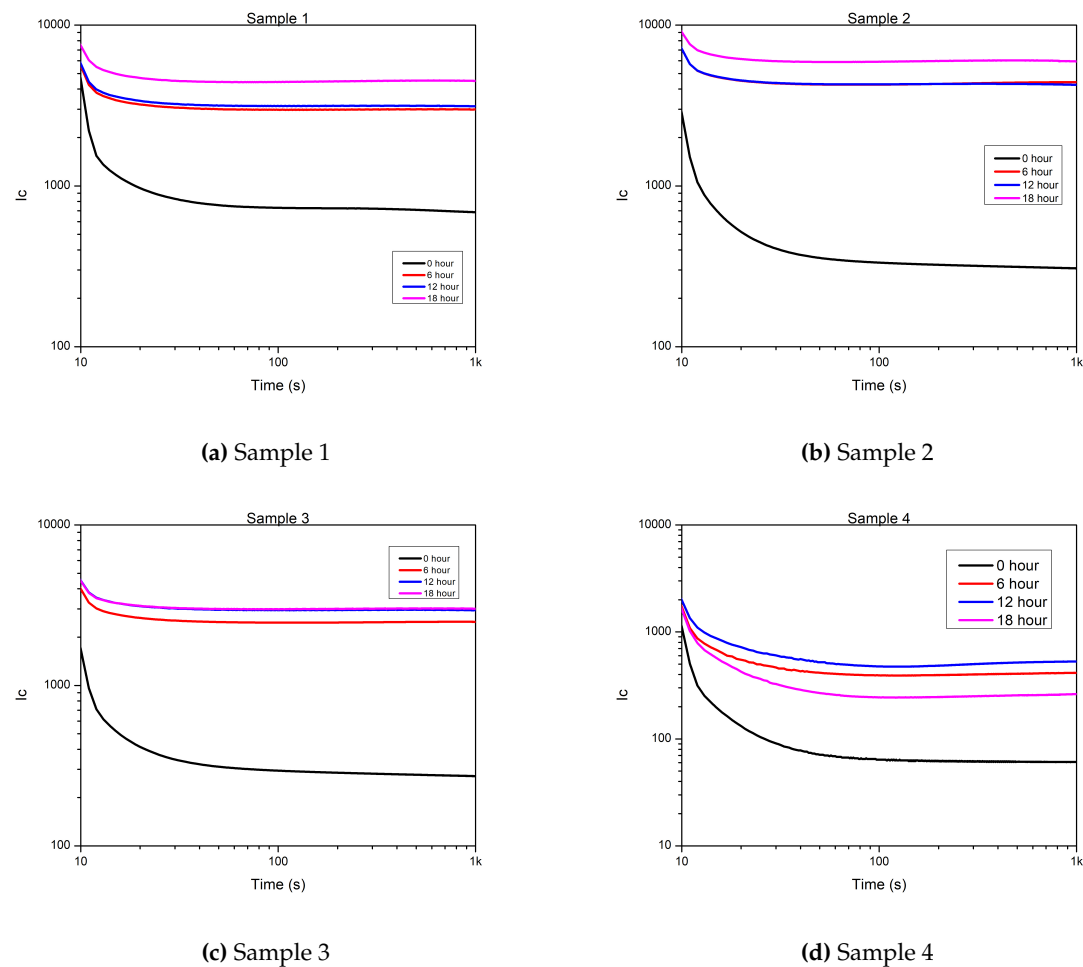 Sample 1
10000
1000
100
Ic
0 hour
6 hour
12 hour
18 hour
10 100 1k
Time (s)
(a) Sample 1
Sample 2
10000
1000
100
Ic
0 hour
6 hour
12 hour
18 hour
10 100 1k
Time (s)
(b) Sample 2
Sample 3
10000
1000
100
Ic
0 hour
6 hour
12 hour
18 hour
10 100 1k
Time (s)
(c) Sample 3
Sample 4
10000
1000
100
10
Ic
0 hour
6 hour
12 hour
18 hour
10 100 1k
Time (s)
(d) Sample 4